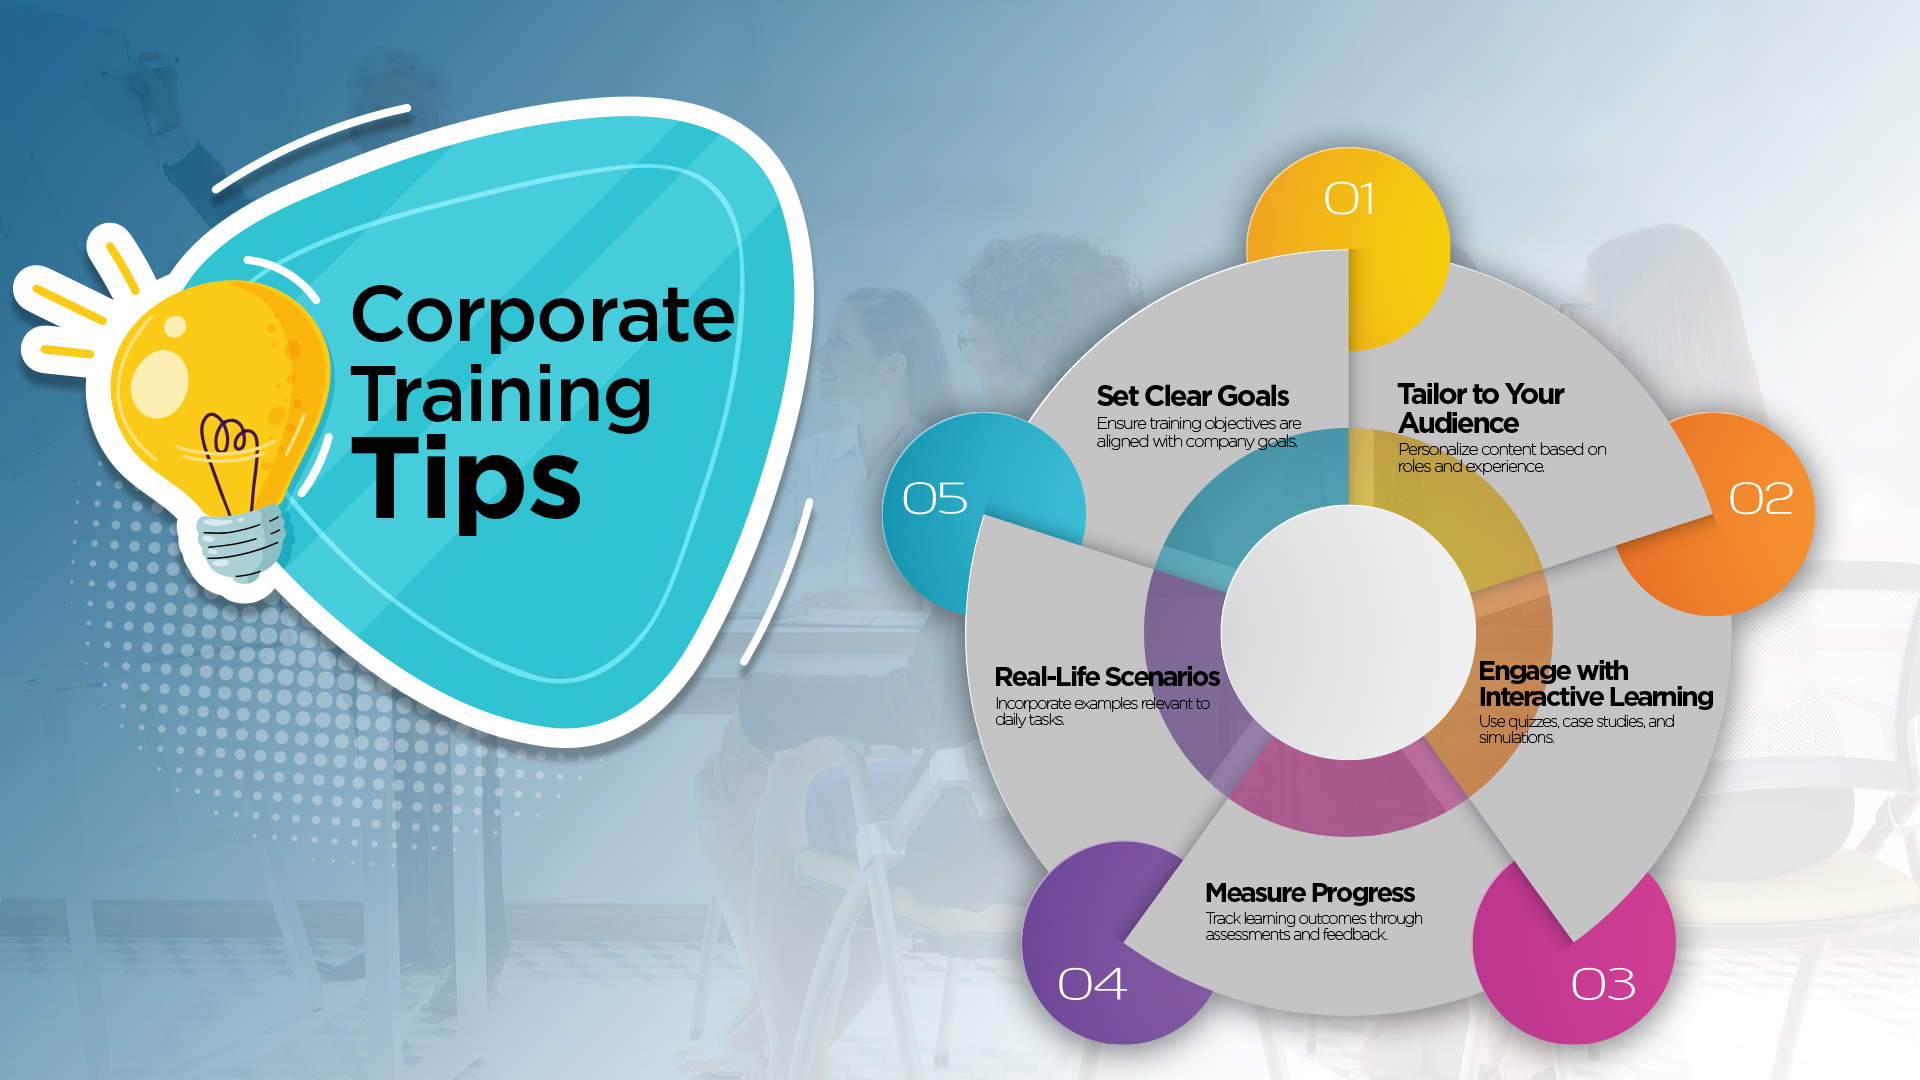 Corporate
Training
Tips
01
Set Clear Goals
Ensure training objectives are
aligned with company goals.
02
Tailor to Your
Audience
Personalize content based on
roles and experience.
03
Engage with
Interactive Learning
Use quizzes, case studies, and
simulations.
04
Measure Progress
Track learning outcomes through
assessments and feedback.
05
Real-Life Scenarios
Incorporate examples relevant to
daily tasks.